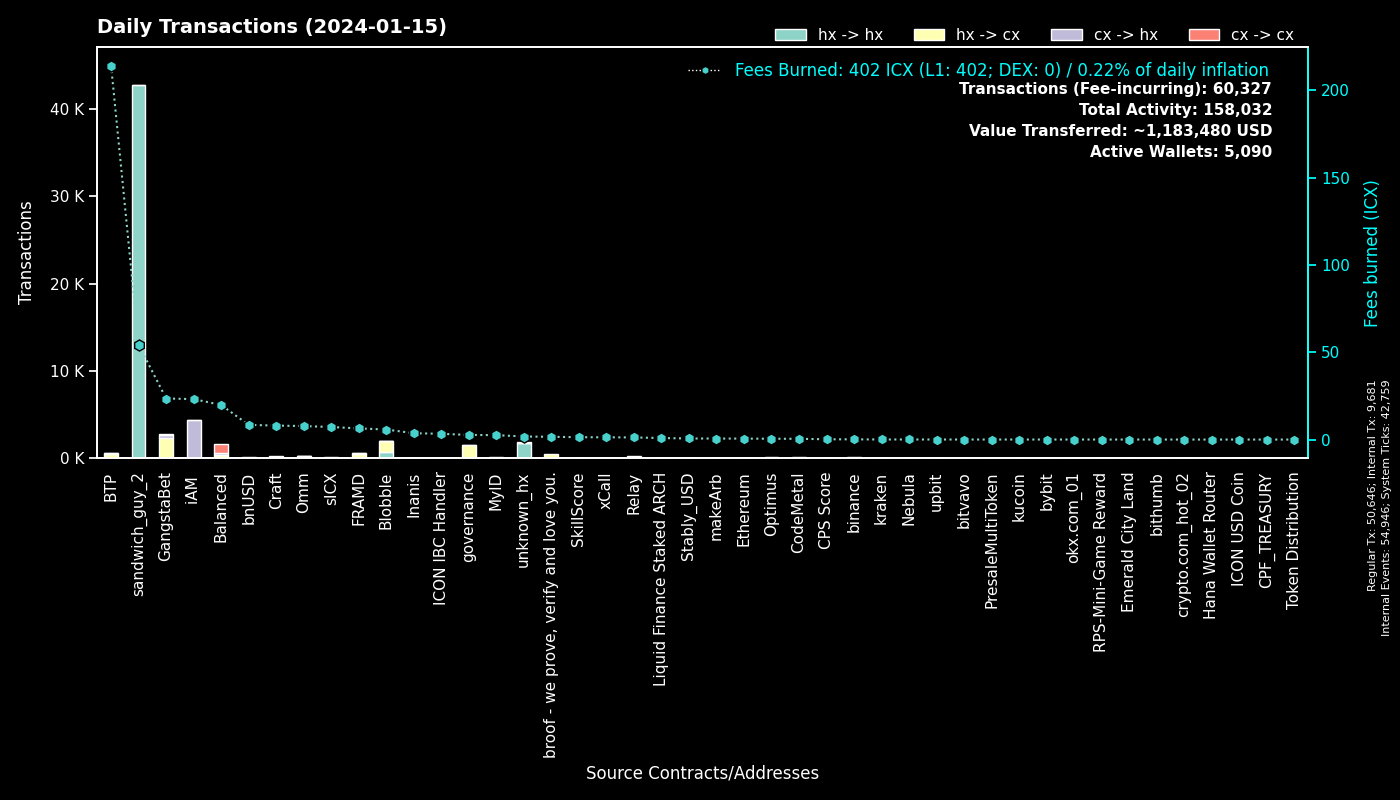 Daily Transactions (2024-01-15)
hx -> hx
hx -> cx
cx -> hx
cx -> cx
Fees Burned: 402 ICX (L1: 402; DEX: 0) / 0.22% of daily inflation
Transactions (Fee-incurring): 60,327
Total Activity: 158,032
Value Transferred: ~1,183,480 USD
Active Wallets: 5,090
Transactions
40 K
30 K
20 K
10 K
0 K
200
150
100
50
0
Fees burned (ICX)
BTP
sandwich_guy_2
GangstaBet
iAM
Balanced
bnUSD
Craft
Omm
sICX
FRAMD
Blobble
Inanis
ICON IBC Handler
governance
MyID
unknown_hx
broof - we prove, verify and love you.
SkillScore
xCall
Relay
Liquid Finance Staked ARCH
Stably_USD
makeArb
Ethereum
Optimus
CodeMetal
CPS Score
binance
kraken
Nebula
upbit
bitvavo
PresaleMultiToken
kucoin
bybit
okx.com_01
RPS-Mini-Game Reward
Emerald City Land
bithumb
crypto.com_hot_02
Hana Wallet Router
ICON USD Coin
CPF_TREASURY
Token Distribution
Source Contracts/Addresses
Regular Tx: 50,646; Internal Tx: 9,681
Internal Events: 54,946; System Ticks: 42,759